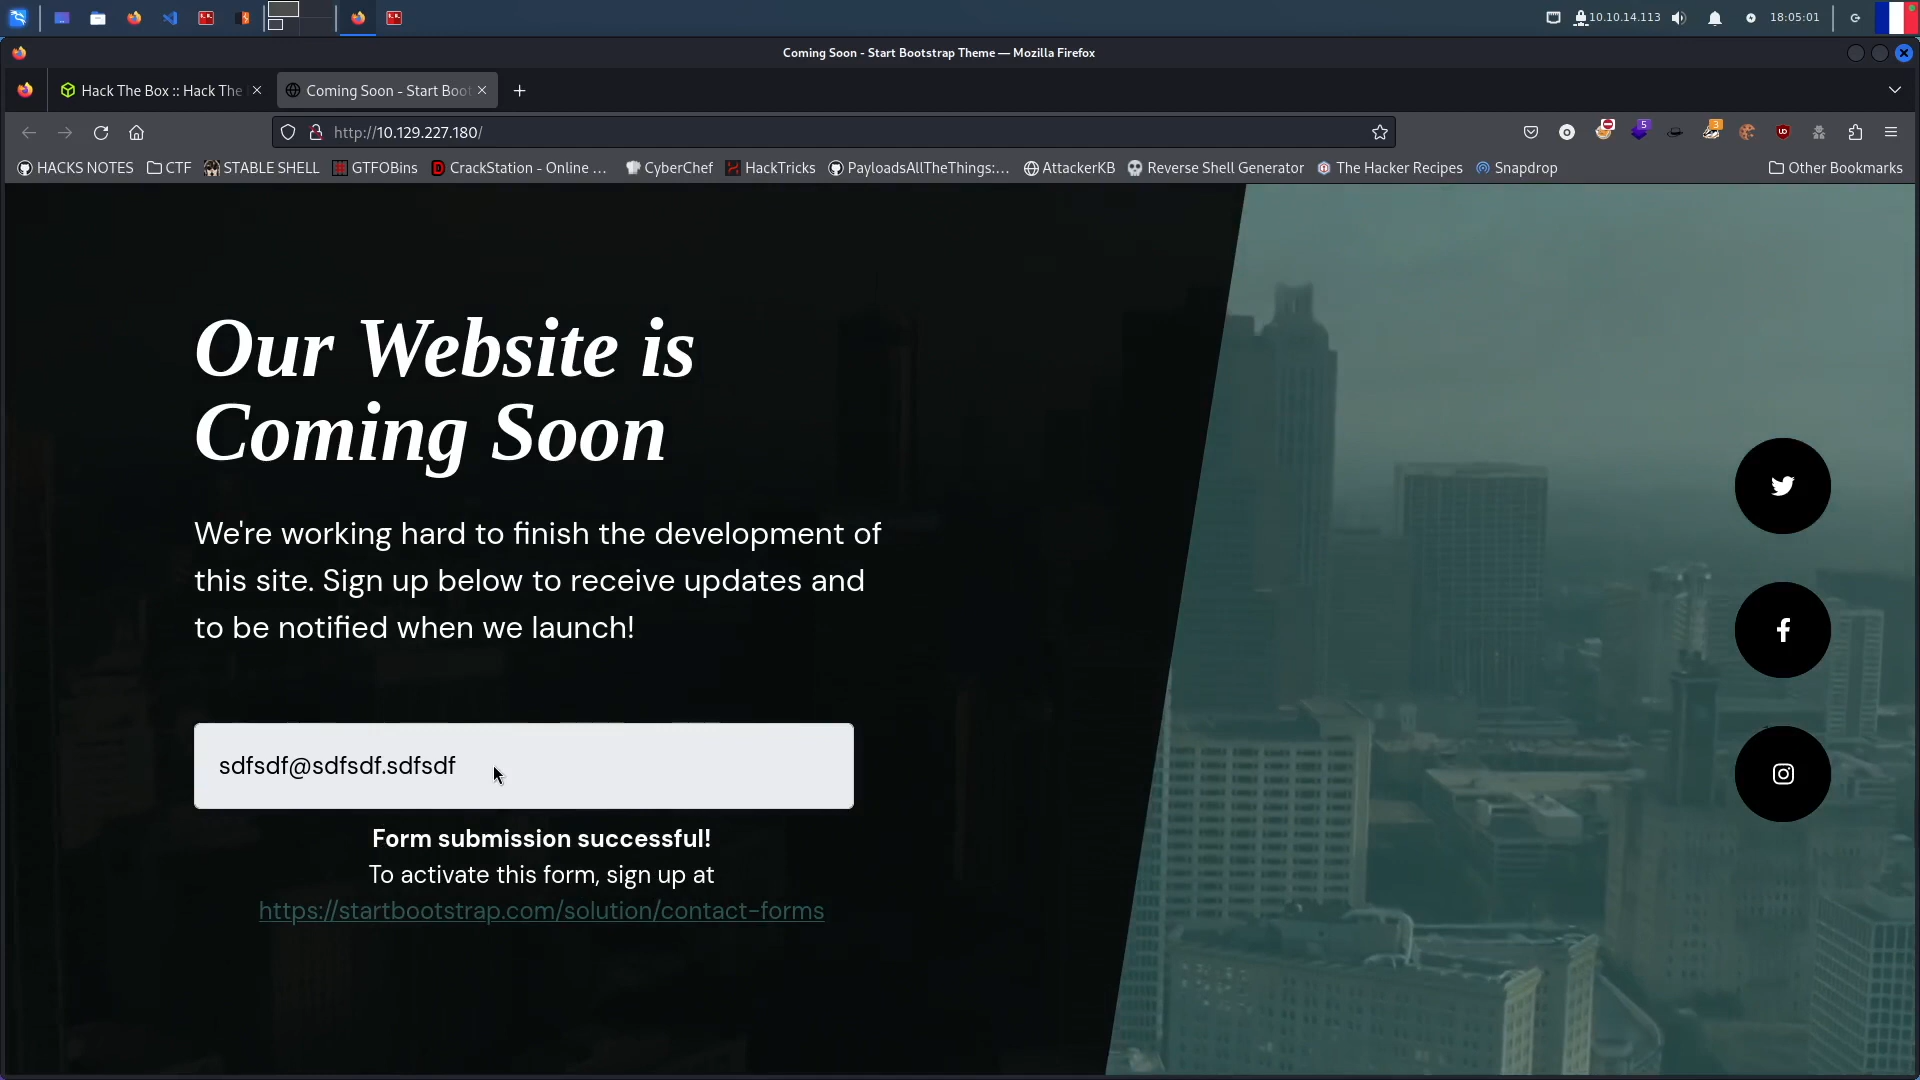 10.10.14.113
18:05:01
Coming Soon - Start Bootstrap Theme — Mozilla Firefox
Hack The Box :: Hack The
Coming Soon - Start Boot
http://10.129.227.180/
5
3
HACKS NOTES
CTF
STABLE SHELL
GTFOBins
CrackStation - Online ...
CyberChef
HackTricks
PayloadsAllTheThings:...
AttackerKB
Reverse Shell Generator
The Hacker Recipes
Snapdrop
Other Bookmarks
Our Website is
Coming Soon
We're working hard to finish the development of
this site. Sign up below to receive updates and
to be notified when we launch!
sdfsdf@sdfsdf.sdfsdf
Form submission successful!
To activate this form, sign up at
https://startbootstrap.com/solution/contact-forms